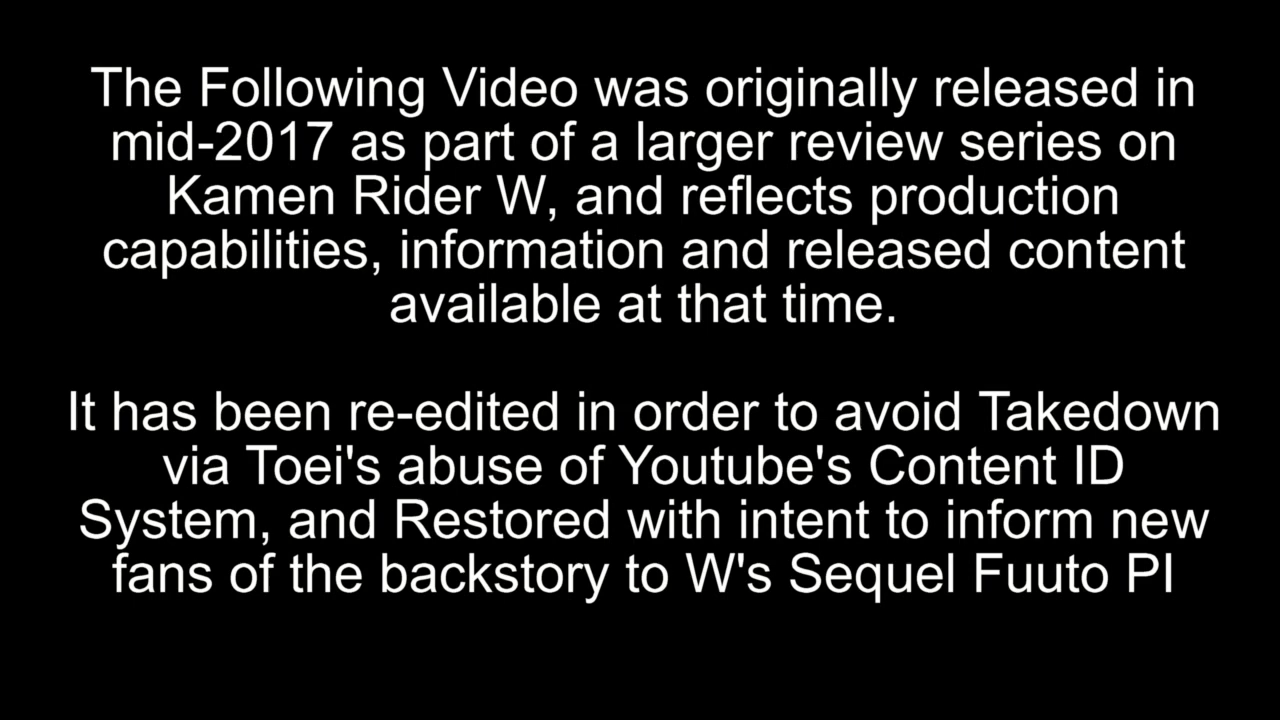 The Following Video was originally released in
mid-2017 as part of a larger review series on
Kamen Rider W, and reflects production
capabilities, information and released content
available at that time.
It has been re-edited in order to avoid Takedown
via Toei's abuse of Youtube's Content ID
System, and Restored with intent to inform new
fans of the backstory to W's Sequel Fuuto PI